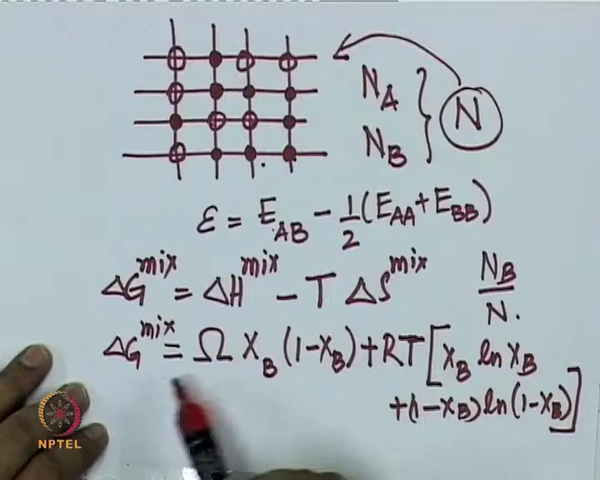 N_A
N_B } N
ε = E_AB - 1/2 (E_AA + E_BB)
ΔG^mix = ΔH^mix - T ΔS^mix
N_B/N.
ΔG^mix = Ω X_B (1-X_B) + RT [X_B ln X_B
+ (1-X_B) ln (1-X_B)]
NPTEL